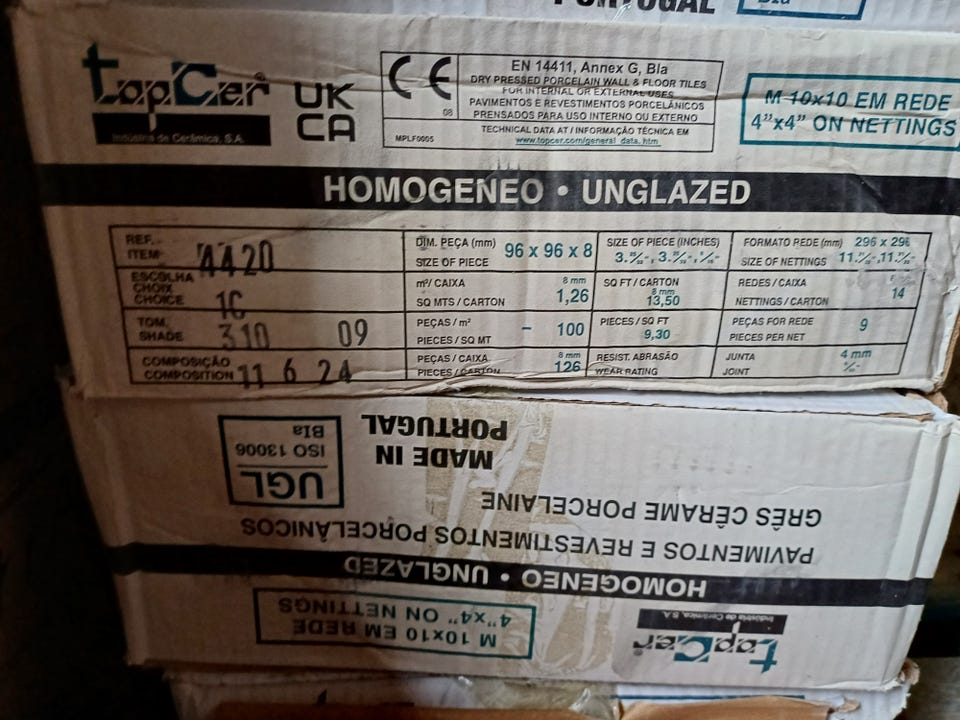 PORTUGAL
BIa
topCer®
Indústria de Cerâmica, S.A.
UK
CA
CE
08
MPLF0005
EN 14411, Annex G, BIa
DRY PRESSED PORCELAIN WALL & FLOOR TILES
FOR INTERNAL OR EXTERNAL USES
PAVIMENTOS E REVESTIMENTOS PORCELÂNICOS
PRENSADOS PARA USO INTERNO OU EXTERNO
TECHNICAL DATA AT / INFORMAÇÃO TÉCNICA EM
www.topcer.com/general_data.htm
M 10x10 EM REDE
4"x4" ON NETTINGS
HOMOGENEO • UNGLAZED
REF.
ITEM
4420
DIM. PEÇA (mm)
SIZE OF PIECE
96 x 96 x 8
SIZE OF PIECE (INCHES)
FORMATO REDE (mm) 296 x 296
SIZE OF NETTINGS
ESCOLHA
CHOIX
CHOICE
1C
m²/ CAIXA
SQ MTS / CARTON
8 mm
1,26
SQ FT / CARTON
8 mm
13,50
REDES / CAIXA
NETTINGS / CARTON
14
TOM.
SHADE
310 09
PEÇAS / m²
PIECES / SQ MT
– 100
PIECES / SQ FT
9,30
PEÇAS POR REDE
PIECES PER NET
9
COMPOSIÇÃO
COMPOSITION
11 6 24
PEÇAS / CAIXA
PIECES / CARTON
8 mm
126
RESIST. ABRASÃO
WEAR RATING
JUNTA
JOINT
4 mm
topCer®
Indústria de Cerâmica, S.A.
M 10x10 EM REDE
4"x4" ON NETTINGS
HOMOGENEO • UNGLAZED
PAVIMENTOS E REVESTIMENTOS PORCELÂNICOS
GRÊS CÉRAME PORCELAINE
UGL
ISO 13006
BIa
MADE IN
PORTUGAL